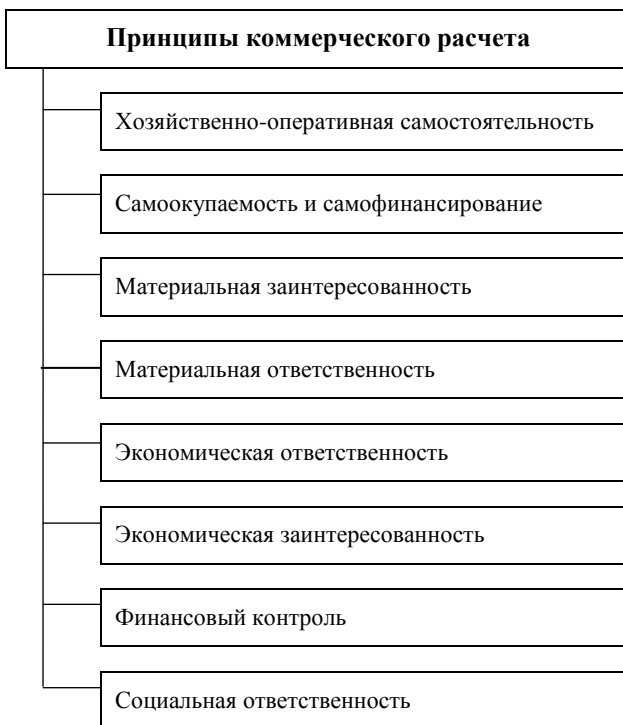 Принципы коммерческого расчета
Хозяйственно-оперативная самостоятельность
Самоокупаемость и самофинансирование
Материальная заинтересованность
Материальная ответственность
Экономическая ответственность
Экономическая заинтересованность
Финансовый контроль
Социальная ответственность